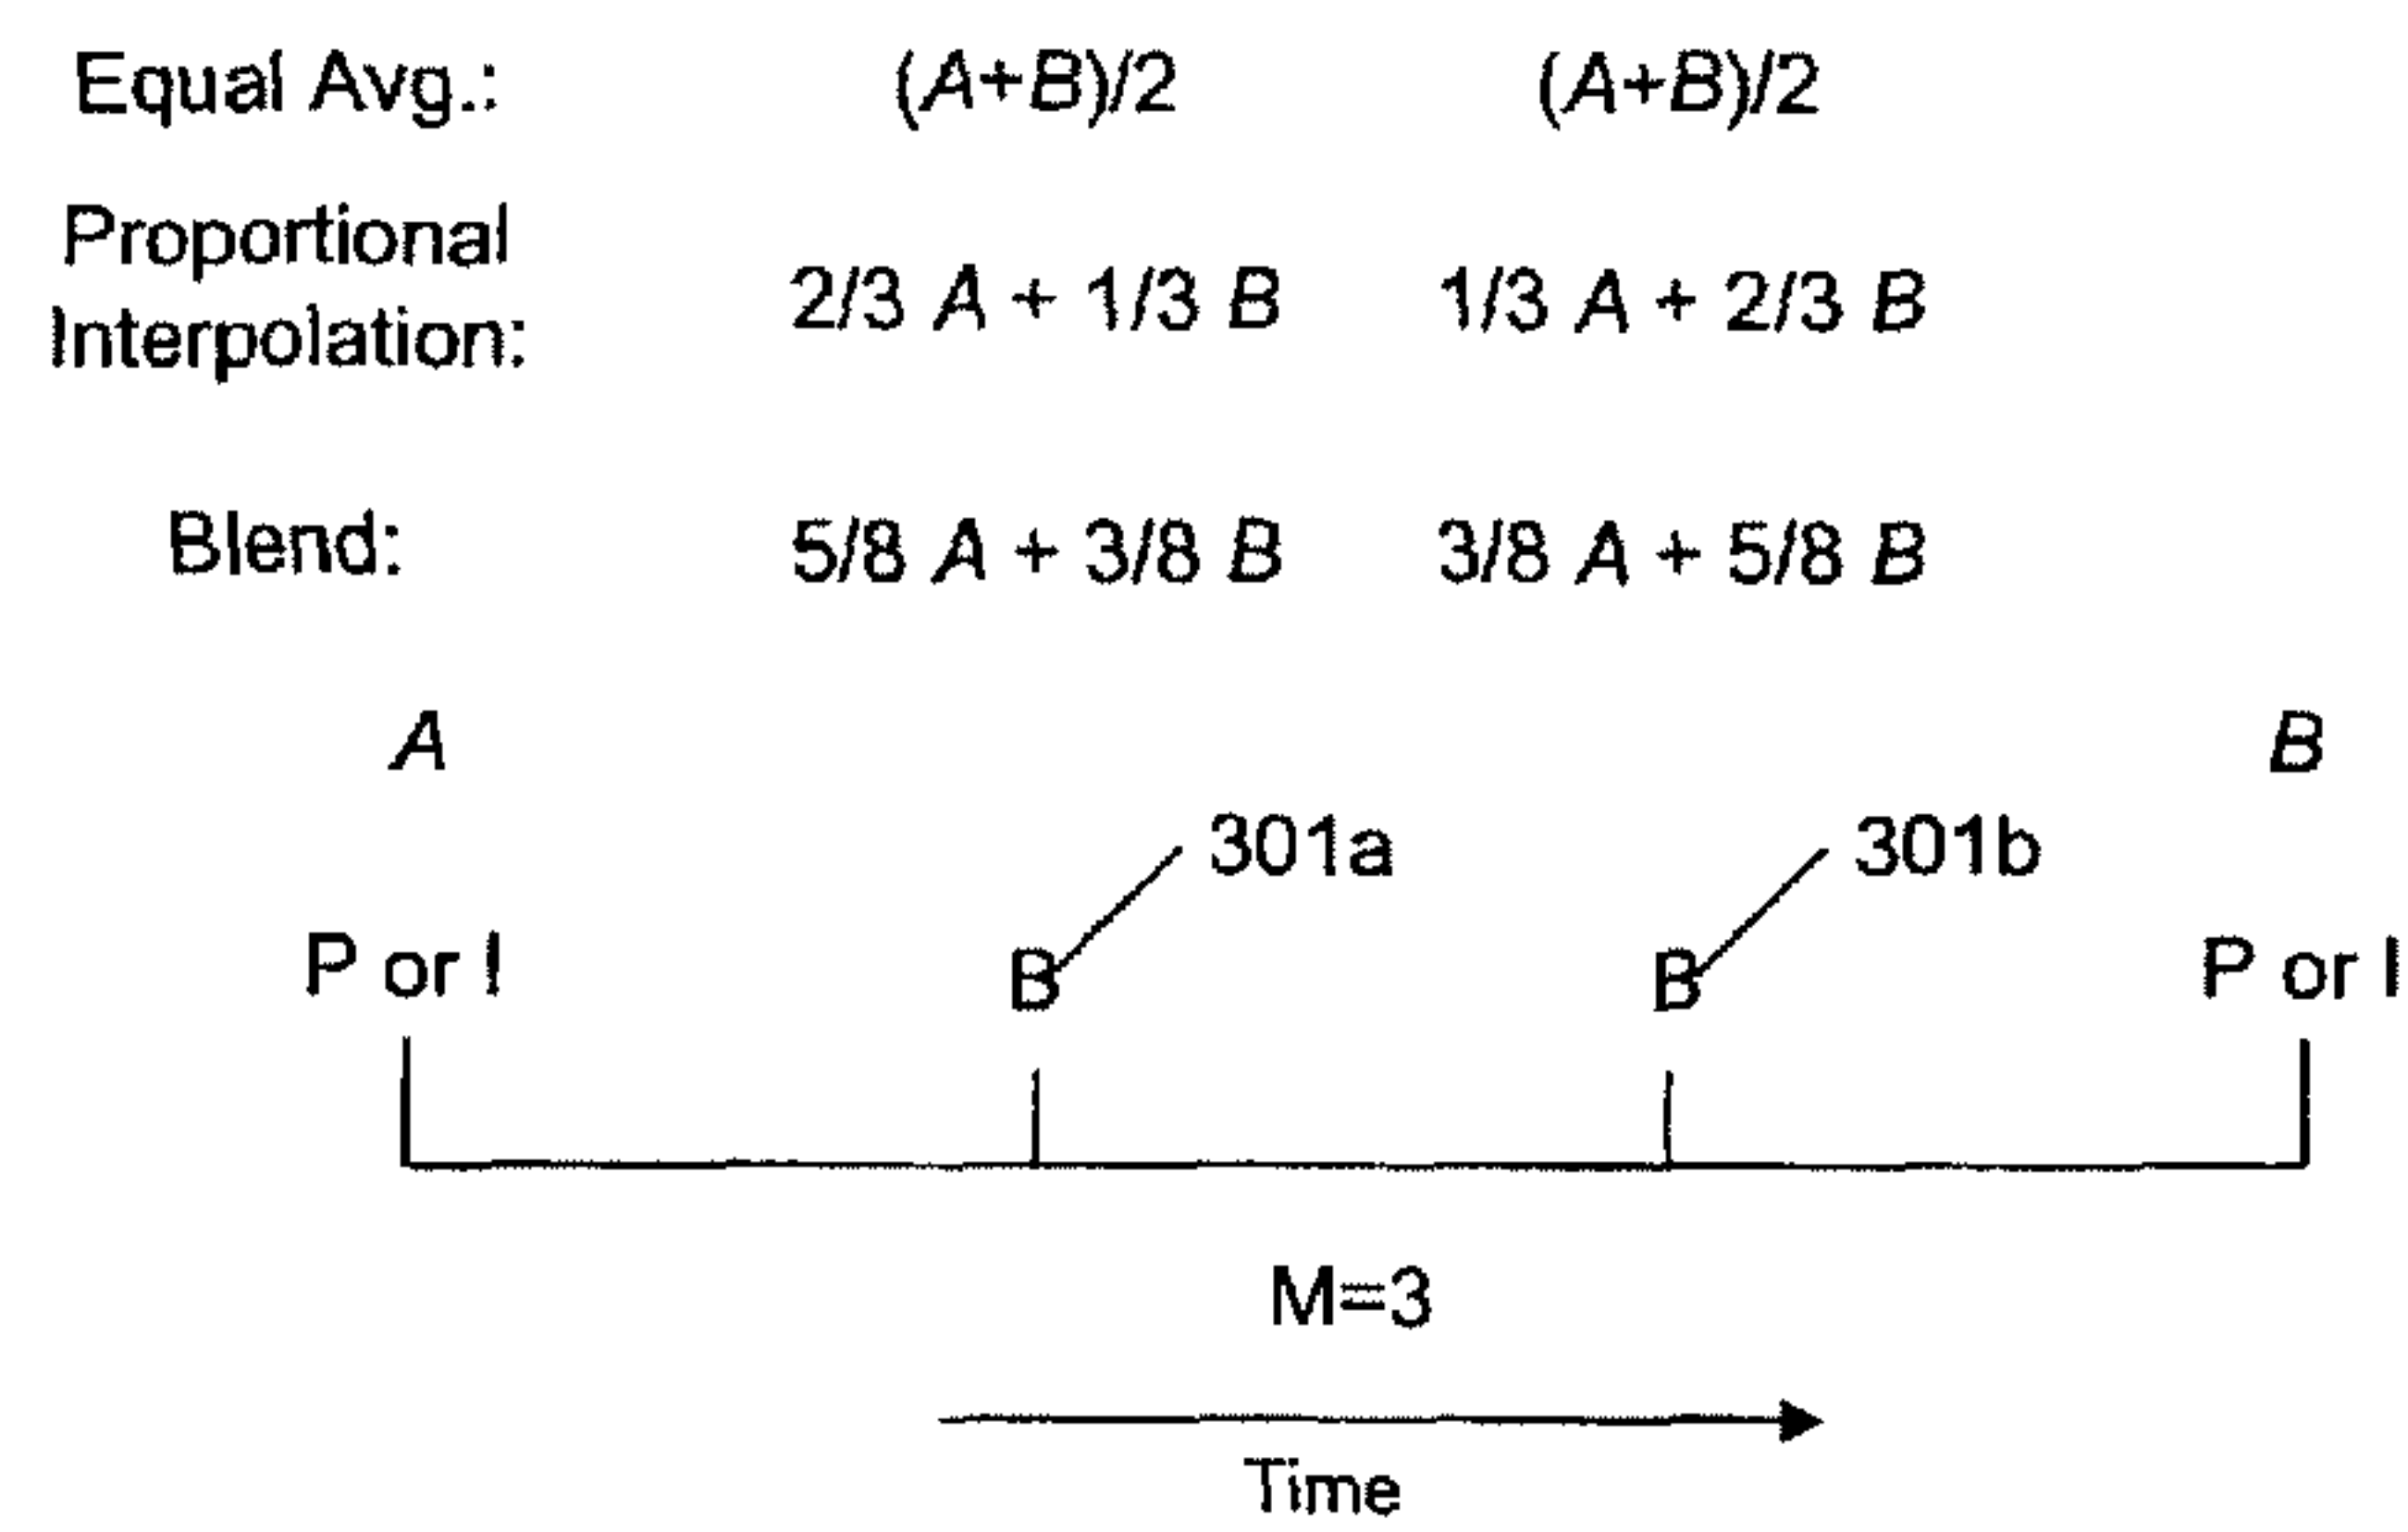 Equal Avg.: (A+B)/2 (A+B)/2
Proportional
Interpolation: 2/3 A + 1/3 B 1/3 A + 2/3 B
Blend: 5/8 A + 3/8 B 3/8 A + 5/8 B
A B
301a 301b
P or I B B P or I
M=3
Time